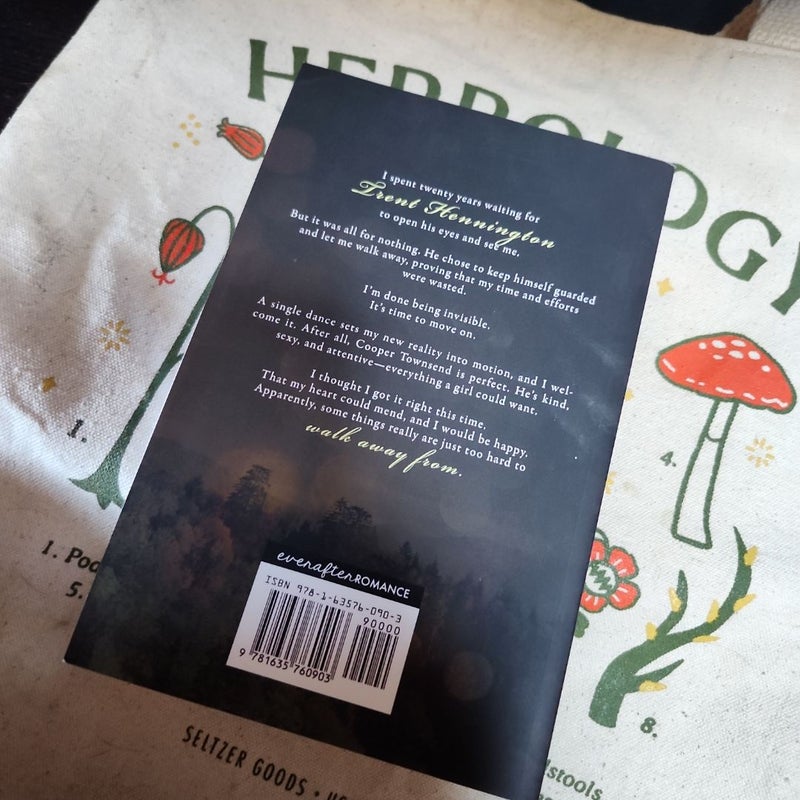 HERBOLOGY
I spent twenty years waiting for
Trent Hennington
to open his eyes and see me.
But it was all for nothing. He chose to keep himself guarded
and let me walk away, proving that my time and efforts
were wasted.
I'm done being invisible.
It's time to move on.
A single dance sets my new reality into motion, and I wel-
come it. After all, Cooper Townsend is perfect. He's kind,
sexy, and attentive—everything a girl could want.
I thought I got it right this time.
That my heart could mend, and I would be happy.
Apparently, some things really are just too hard to
walk away from.
evenafterROMANCE
ISBN 978-1-63576-090-3
90000
9 781635 760903
1.
4.
8.
1. Poo
5.
SELTZER GOODS •
dstools